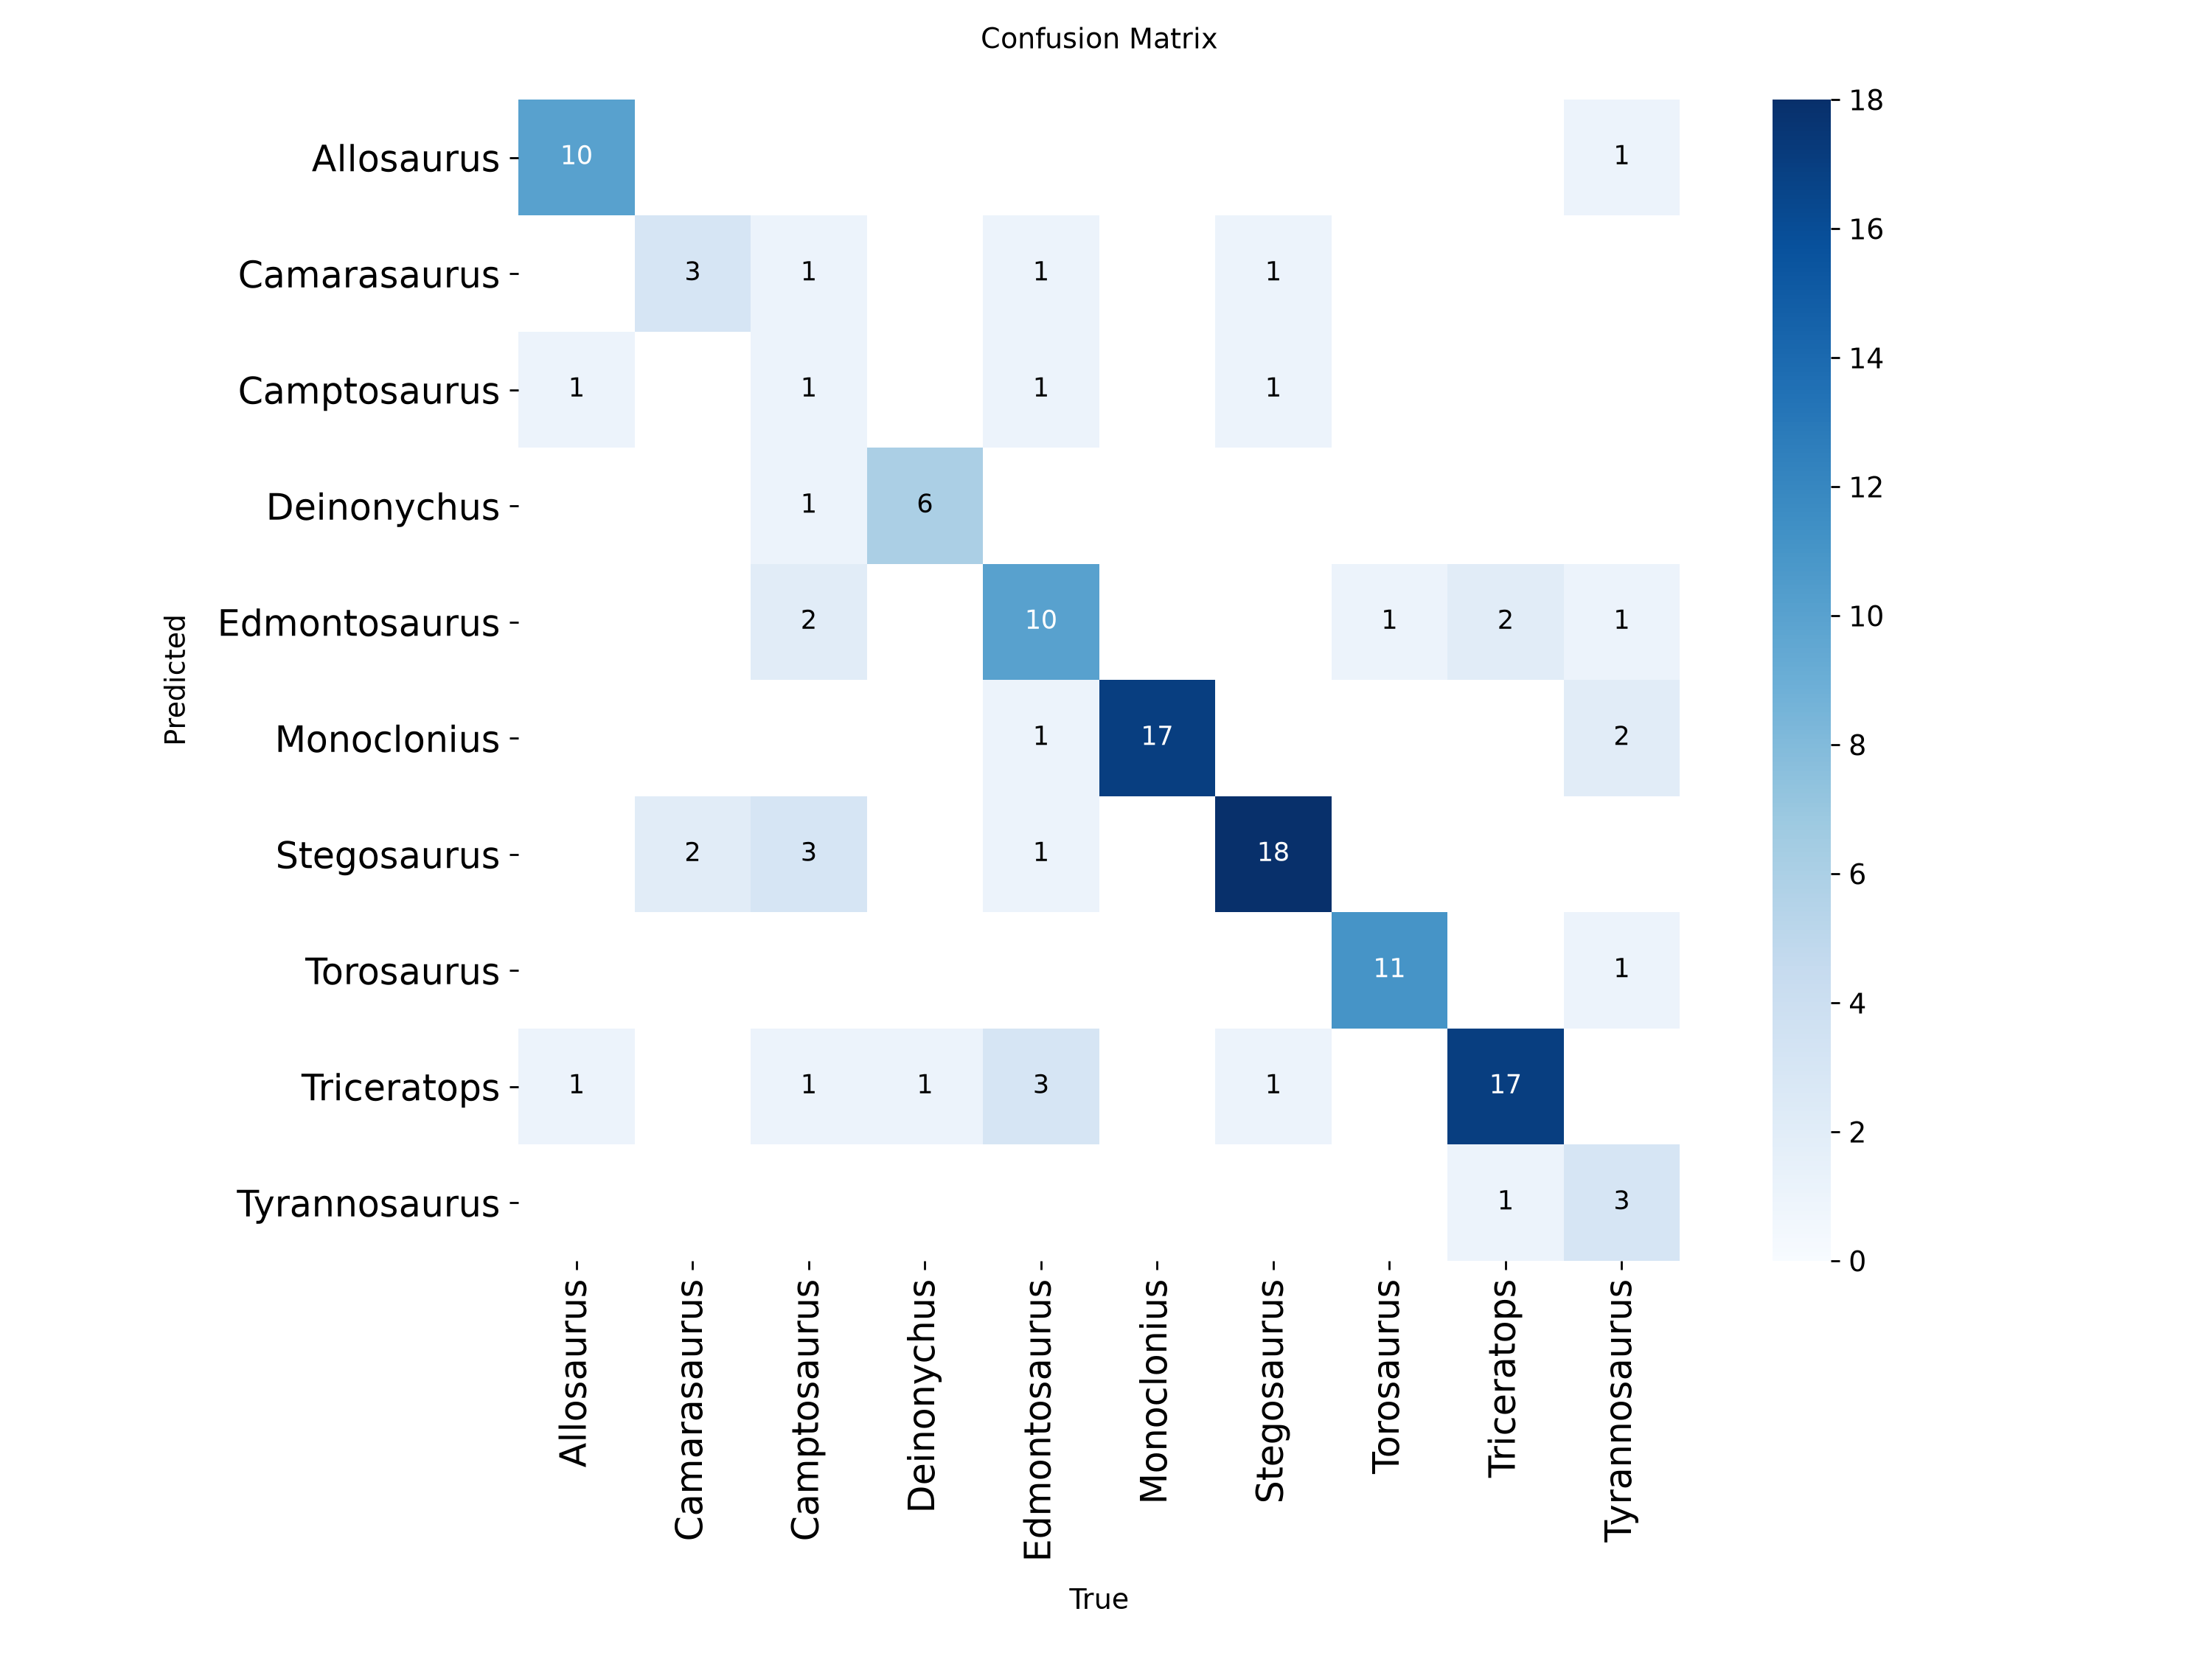 Confusion Matrix
Allosaurus 10 1
Camarasaurus 3 1 1 1
Camptosaurus 1 1 1 1
Deinonychus 1 6
Edmontosaurus 2 10 1 2 1
Monoclonius 1 17 2
Stegosaurus 2 3 1 18
Torosaurus 11 1
Triceratops 1 1 1 3 1 17
Tyrannosaurus 1 3
Predicted
Allosaurus
Camarasaurus
Camptosaurus
Deinonychus
Edmontosaurus
Monoclonius
Stegosaurus
Torosaurus
Triceratops
Tyrannosaurus
True
18
16
14
12
10
8
6
4
2
0